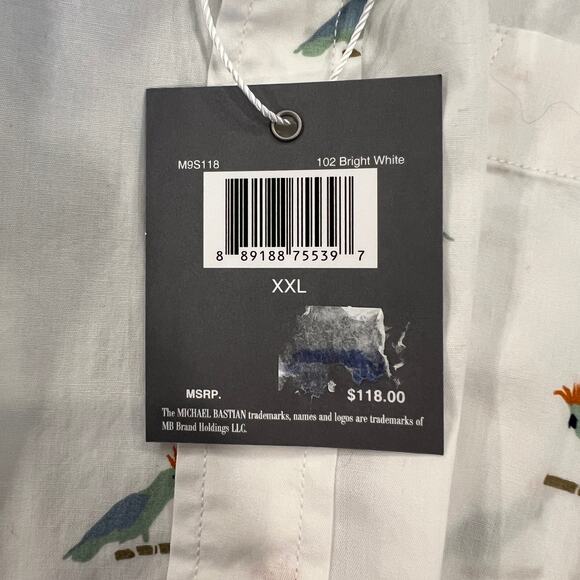 M9S118 102 Bright White
8 89188 75539 7
XXL
MSRP. $118.00
The MICHAEL BASTIAN trademarks, names and logos are trademarks of
MB Brand Holdings LLC.